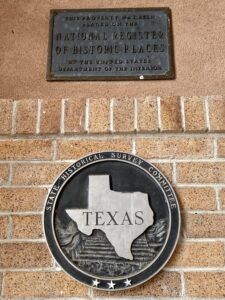 THIS PROPERTY HAS BEEN
PLACED ON THE
NATIONAL REGISTER
OF HISTORIC PLACES
BY THE UNITED STATES
DEPARTMENT OF THE INTERIOR
STATE HISTORICAL SURVEY COMMITTEE
TEXAS